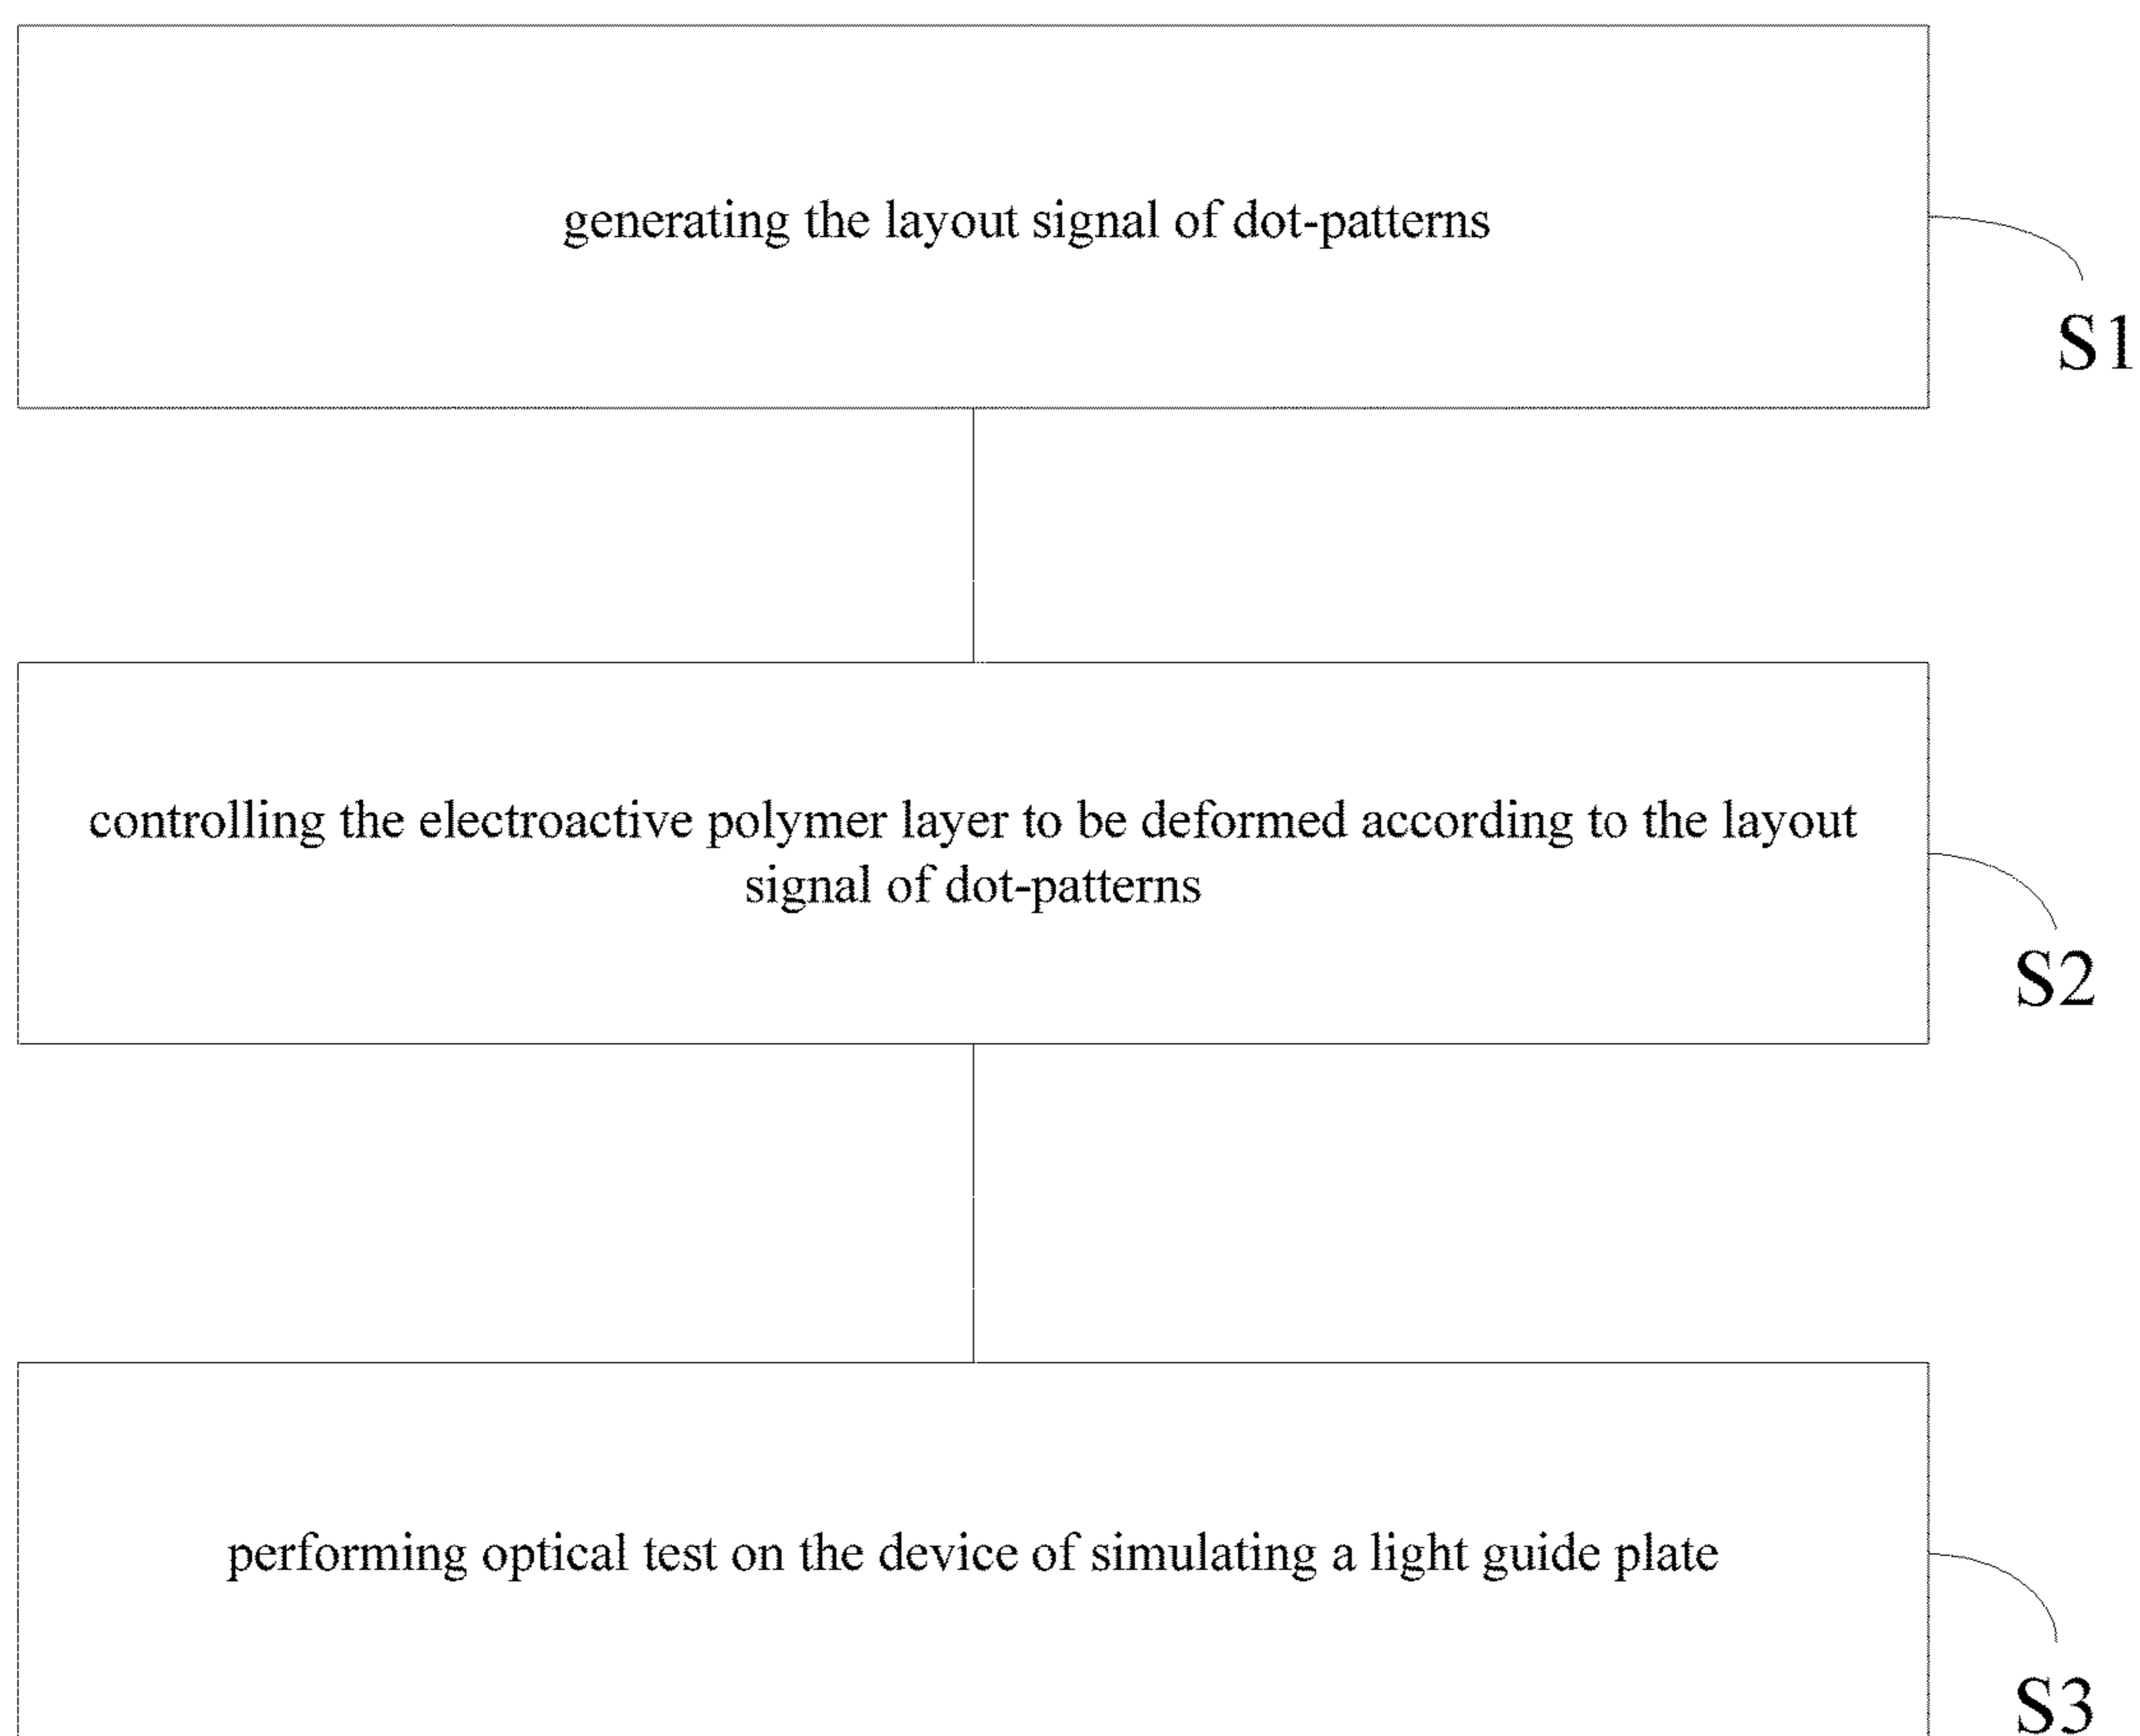 generating the layout signal of dot-patterns
S1
controlling the electroactive polymer layer to be deformed according to the layout
signal of dot-patterns
S2
performing optical test on the device of simulating a light guide plate
S3